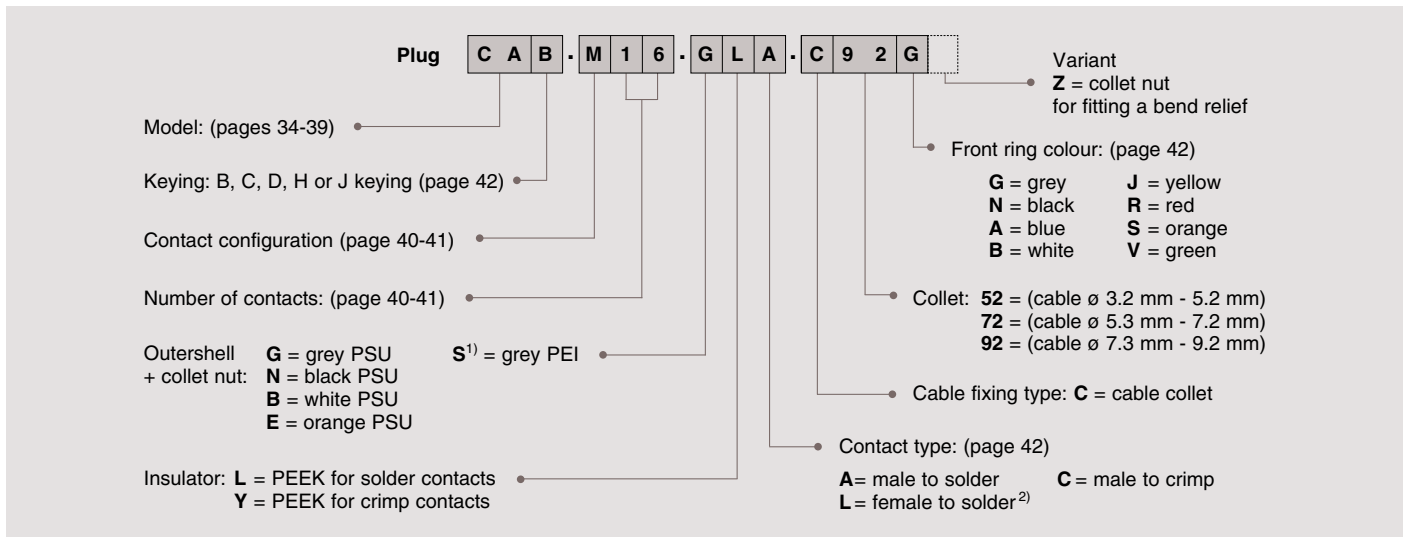 Plug C A B . M 1 6 . G L A . C 9 2 G
Variant
Z = collet nut
for fitting a bend relief
Model: (pages 34-39)
Front ring colour: (page 42)
G = grey J = yellow
N = black R = red
A = blue S = orange
B = white V = green
Keying: B, C, D, H or J keying (page 42)
Contact configuration (page 40-41)
Number of contacts: (page 40-41)
Collet: 52 = (cable ø 3.2 mm - 5.2 mm)
72 = (cable ø 5.3 mm - 7.2 mm)
92 = (cable ø 7.3 mm - 9.2 mm)
Outershell G = grey PSU S1) = grey PEI
+ collet nut: N = black PSU
B = white PSU
E = orange PSU
Cable fixing type: C = cable collet
Contact type: (page 42)
A= male to solder C = male to crimp
L = female to solder2)
Insulator: L = PEEK for solder contacts
Y = PEEK for crimp contacts